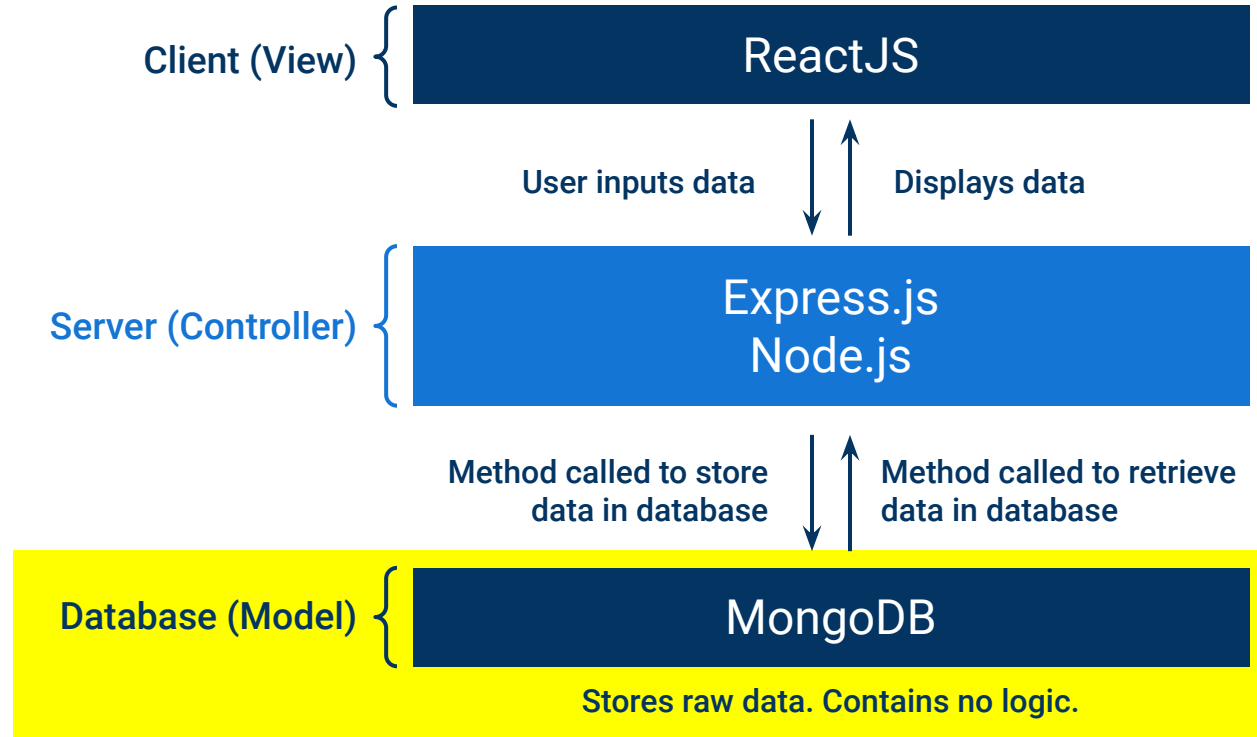 Client (View)
ReactJS
User inputs data
Displays data
Server (Controller)
Express.js
Node.js
Method called to store
data in database
Method called to retrieve
data in database
Database (Model)
MongoDB
Stores raw data. Contains no logic.